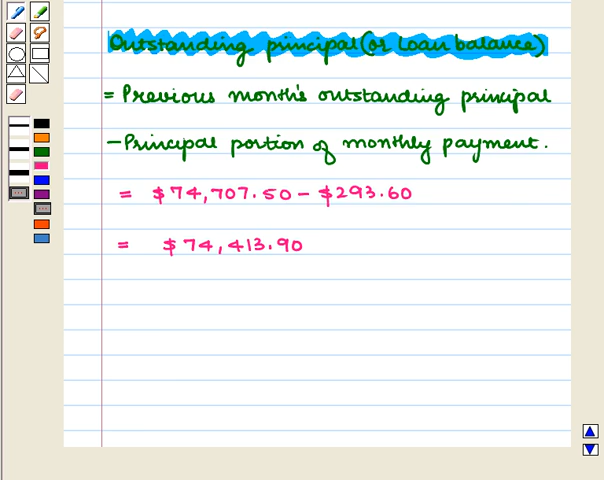 Outstanding principal (or Loan balance)
= Previous month's outstanding principal
- Principal portion of monthly payment.
= $74,707.50 - $293.60
= $74,413.90